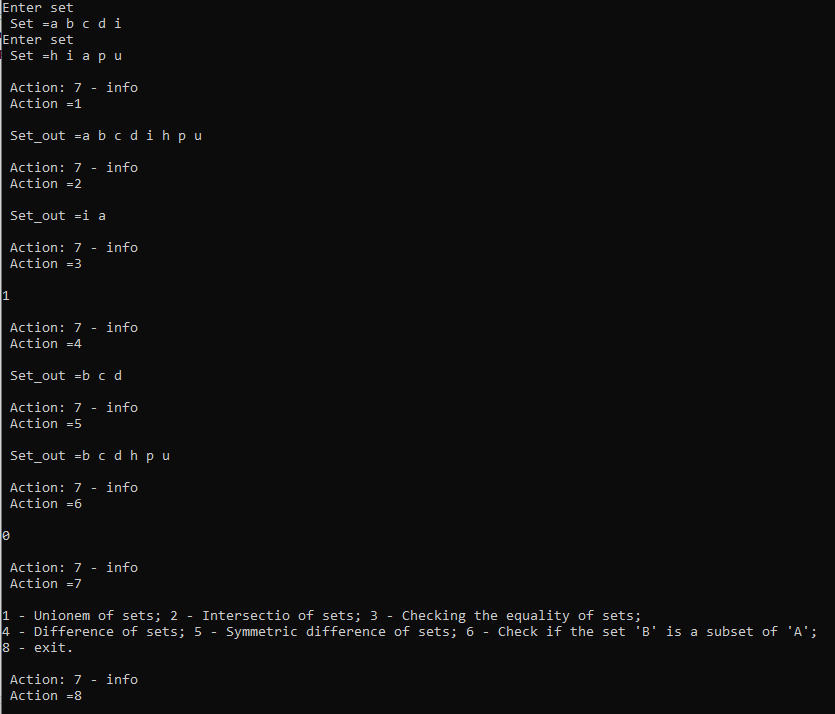 Enter set
Set =a b c d i
Enter set
Set =h i a p u
Action: 7 - info
Action =1
Set_out =a b c d i h p u
Action: 7 - info
Action =2
Set_out =i a
Action: 7 - info
Action =3
1
Action: 7 - info
Action =4
Set_out =b c d
Action: 7 - info
Action =5
Set_out =b c d h p u
Action: 7 - info
Action =6
0
Action: 7 - info
Action =7
1 - Unionem of sets; 2 - Intersectio of sets; 3 - Checking the equality of sets;
4 - Difference of sets; 5 - Symmetric difference of sets; 6 - Check if the set 'B' is a subset of 'A';
8 - exit.
Action: 7 - info
Action =8